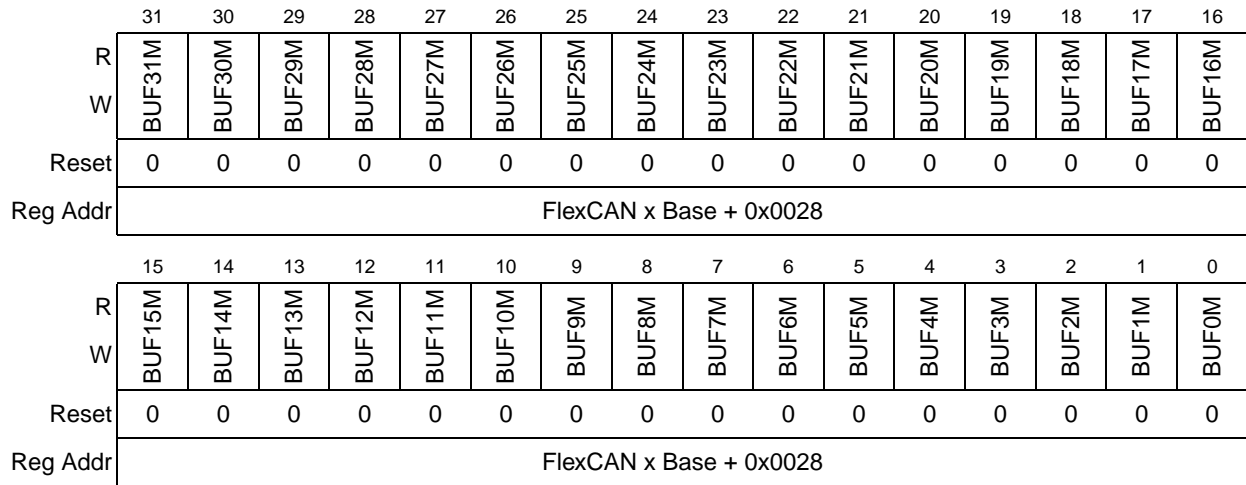 31 30 29 28 27 26 25 24 23 22 21 20 19 18 17 16
R
W
BUF31M BUF30M BUF29M BUF28M BUF27M BUF26M BUF25M BUF24M BUF23M BUF22M BUF21M BUF20M BUF19M BUF18M BUF17M BUF16M
Reset 0 0 0 0 0 0 0 0 0 0 0 0 0 0 0 0
Reg Addr FlexCAN x Base + 0x0028
15 14 13 12 11 10 9 8 7 6 5 4 3 2 1 0
R
W
BUF15M BUF14M BUF13M BUF12M BUF11M BUF10M BUF9M BUF8M BUF7M BUF6M BUF5M BUF4M BUF3M BUF2M BUF1M BUF0M
Reset 0 0 0 0 0 0 0 0 0 0 0 0 0 0 0 0
Reg Addr FlexCAN x Base + 0x0028